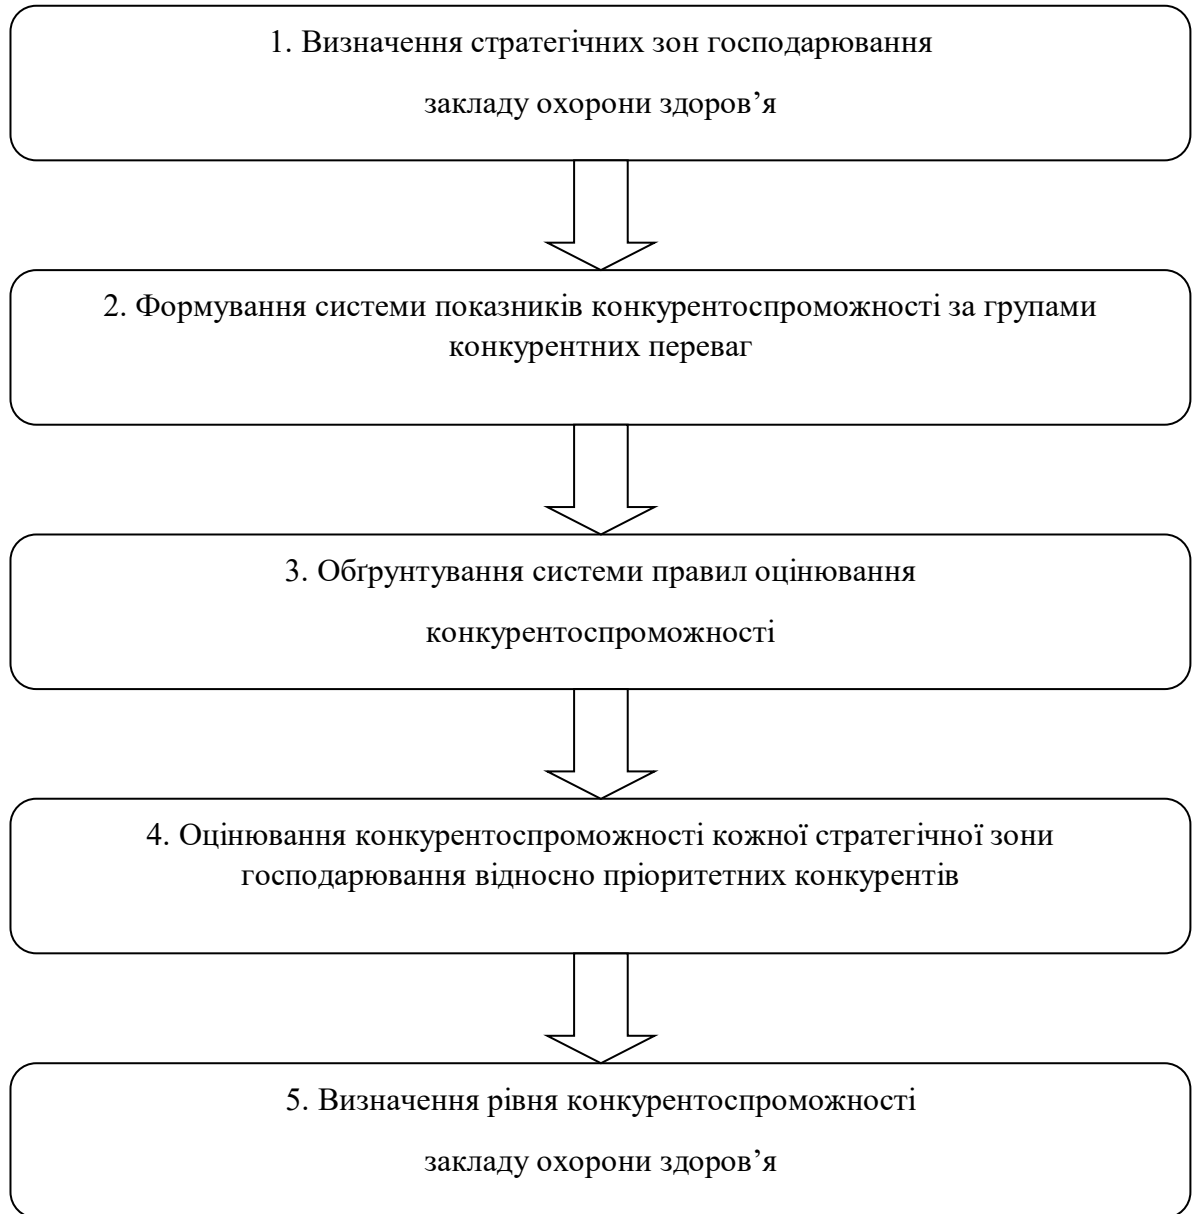 1. Визначення стратегічних зон господарювання
закладу охорони здоров’я
2. Формування системи показників конкурентоспроможності за групами
конкурентних переваг
3. Обґрунтування системи правил оцінювання
конкурентоспроможності
4. Оцінювання конкурентоспроможності кожної стратегічної зони
господарювання відносно пріоритетних конкурентів
5. Визначення рівня конкурентоспроможності
закладу охорони здоров’я